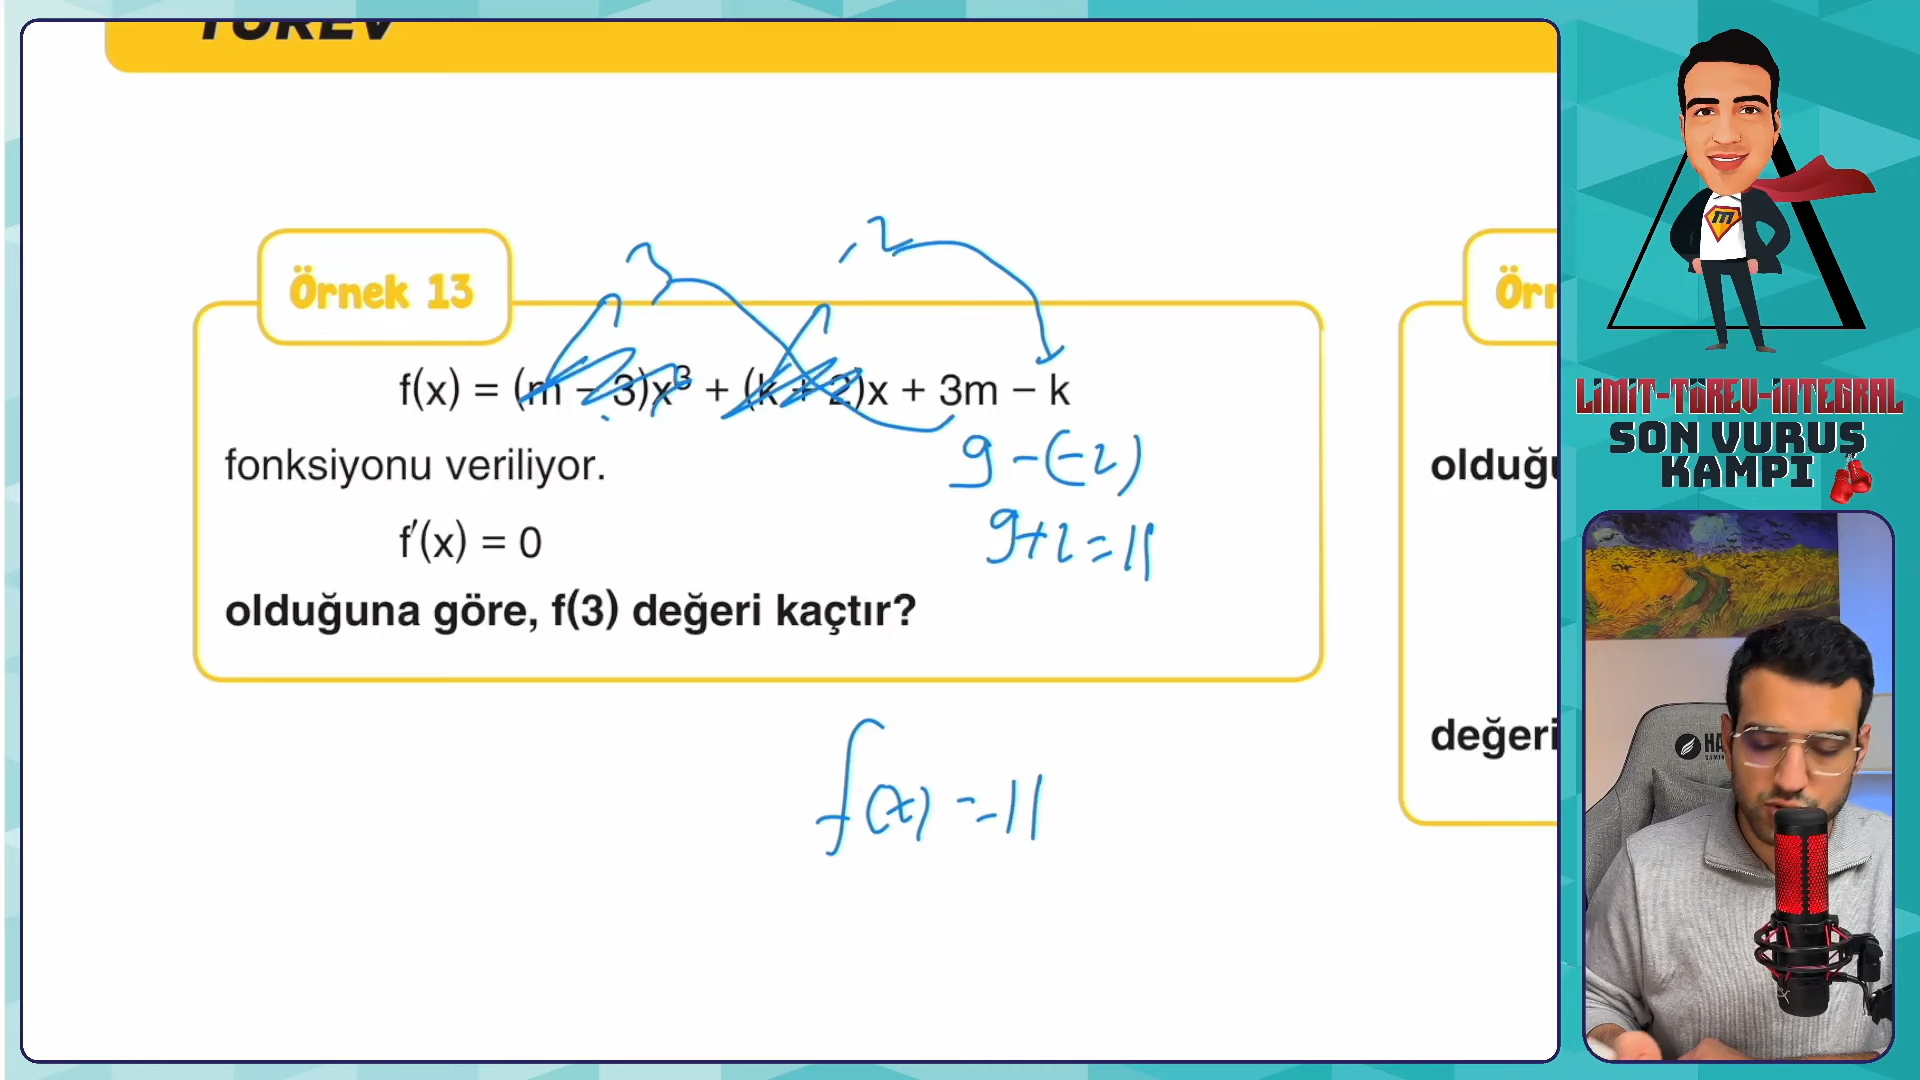 TÜREV
Örnek 13
3
-2
f(x) = (m – 3)x³ + (k + 2)x + 3m – k
9-(-2)
fonksiyonu veriliyor.
9+2=11
f′(x) = 0
olduğuna göre, f(3) değeri kaçtır?
f(x) = 11
Örn
olduğu
değeri
m
LİMİT-TÜREV-İNTEGRAL
SON VURUŞ
KAMPI